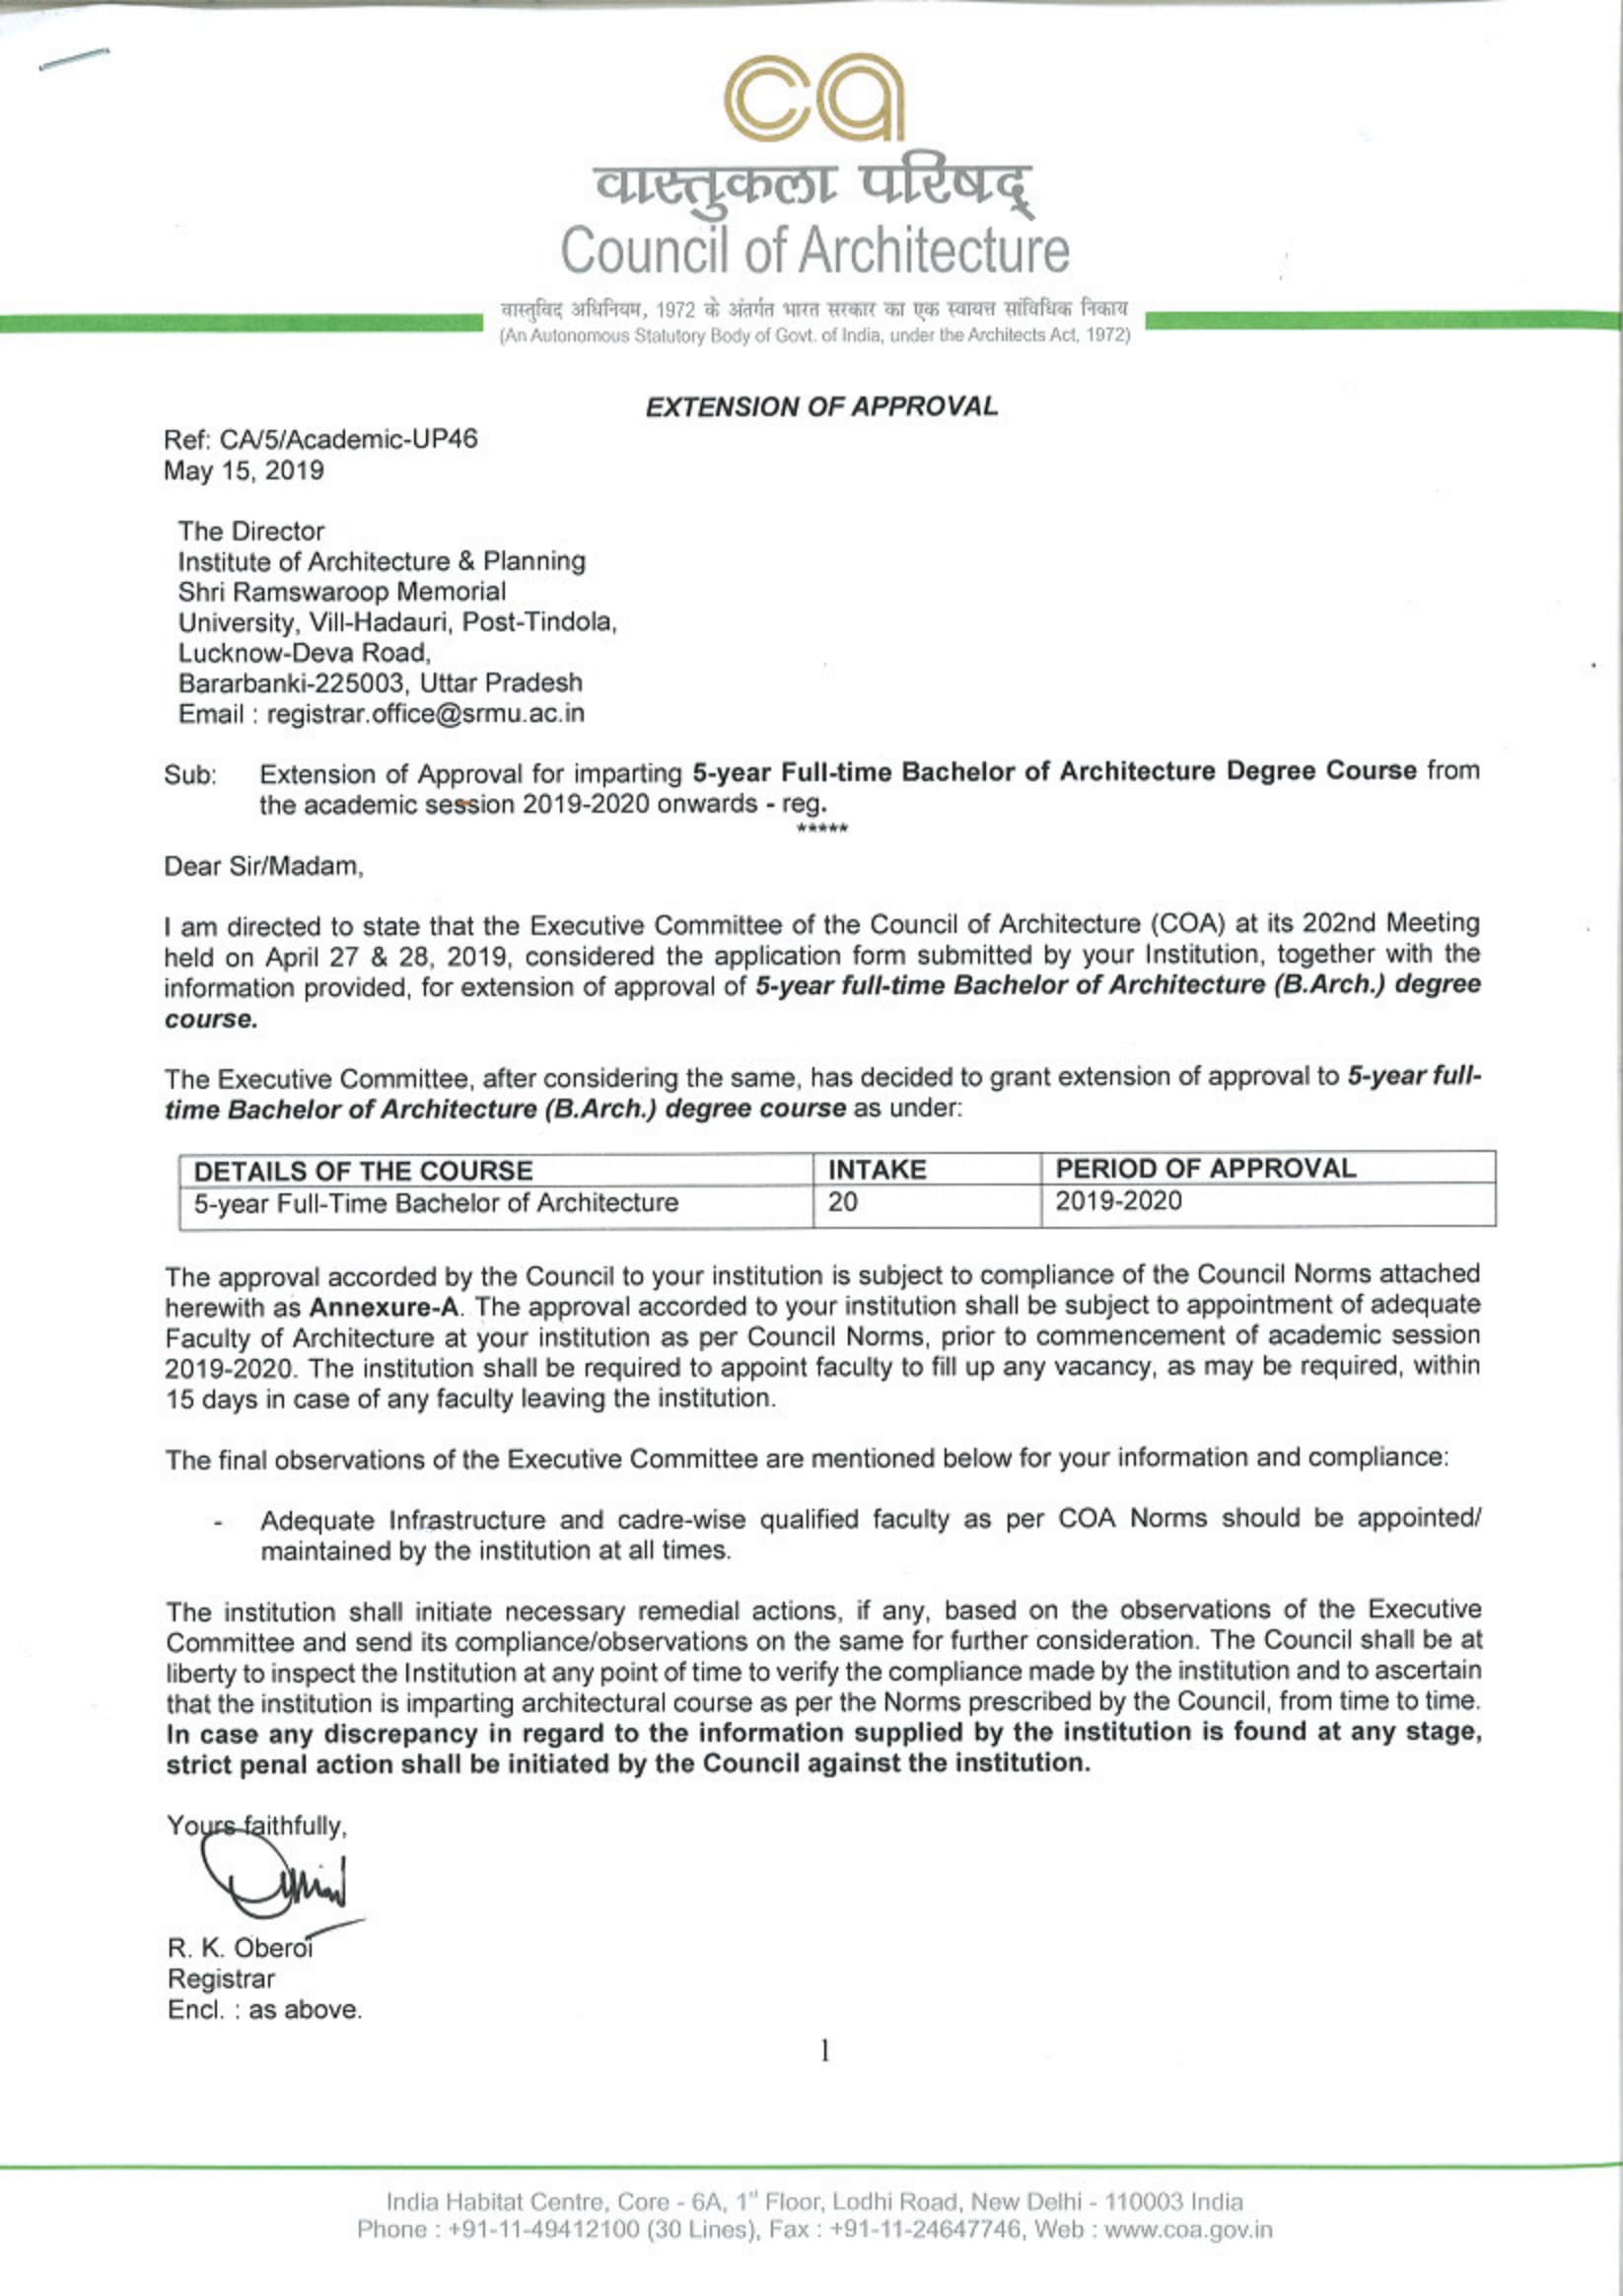 ca
वास्तुकला परिषद्
Council of Architecture
वास्तुविद अधिनियम, 1972 के अंतर्गत भारत सरकार का एक स्वायत्त सांविधिक निकाय
(An Autonomous Statutory Body of Govt. of India, under the Architects Act, 1972)
EXTENSION OF APPROVAL
Ref: CA/5/Academic-UP46
May 15, 2019
The Director
Institute of Architecture & Planning
Shri Ramswaroop Memorial
University, Vill-Hadauri, Post-Tindola,
Lucknow-Deva Road,
Bararbanki-225003, Uttar Pradesh
Email : registrar.office@srmu.ac.in
Sub: Extension of Approval for imparting 5-year Full-time Bachelor of Architecture Degree Course from
the academic session 2019-2020 onwards - reg.
*****
Dear Sir/Madam,
I am directed to state that the Executive Committee of the Council of Architecture (COA) at its 202nd Meeting
held on April 27 & 28, 2019, considered the application form submitted by your Institution, together with the
information provided, for extension of approval of 5-year full-time Bachelor of Architecture (B.Arch.) degree
course.
The Executive Committee, after considering the same, has decided to grant extension of approval to 5-year full-
time Bachelor of Architecture (B.Arch.) degree course as under:
DETAILS OF THE COURSE INTAKE PERIOD OF APPROVAL
5-year Full-Time Bachelor of Architecture 20 2019-2020
The approval accorded by the Council to your institution is subject to compliance of the Council Norms attached
herewith as Annexure-A. The approval accorded to your institution shall be subject to appointment of adequate
Faculty of Architecture at your institution as per Council Norms, prior to commencement of academic session
2019-2020. The institution shall be required to appoint faculty to fill up any vacancy, as may be required, within
15 days in case of any faculty leaving the institution.
The final observations of the Executive Committee are mentioned below for your information and compliance:
- Adequate Infrastructure and cadre-wise qualified faculty as per COA Norms should be appointed/
maintained by the institution at all times.
The institution shall initiate necessary remedial actions, if any, based on the observations of the Executive
Committee and send its compliance/observations on the same for further consideration. The Council shall be at
liberty to inspect the Institution at any point of time to verify the compliance made by the institution and to ascertain
that the institution is imparting architectural course as per the Norms prescribed by the Council, from time to time.
In case any discrepancy in regard to the information supplied by the institution is found at any stage,
strict penal action shall be initiated by the Council against the institution.
Yours faithfully,
R. K. Oberoi
Registrar
Encl. : as above.
1
India Habitat Centre, Core - 6A, 1st Floor, Lodhi Road, New Delhi - 110003 India
Phone : +91-11-49412100 (30 Lines), Fax : +91-11-24647746, Web : www.coa.gov.in